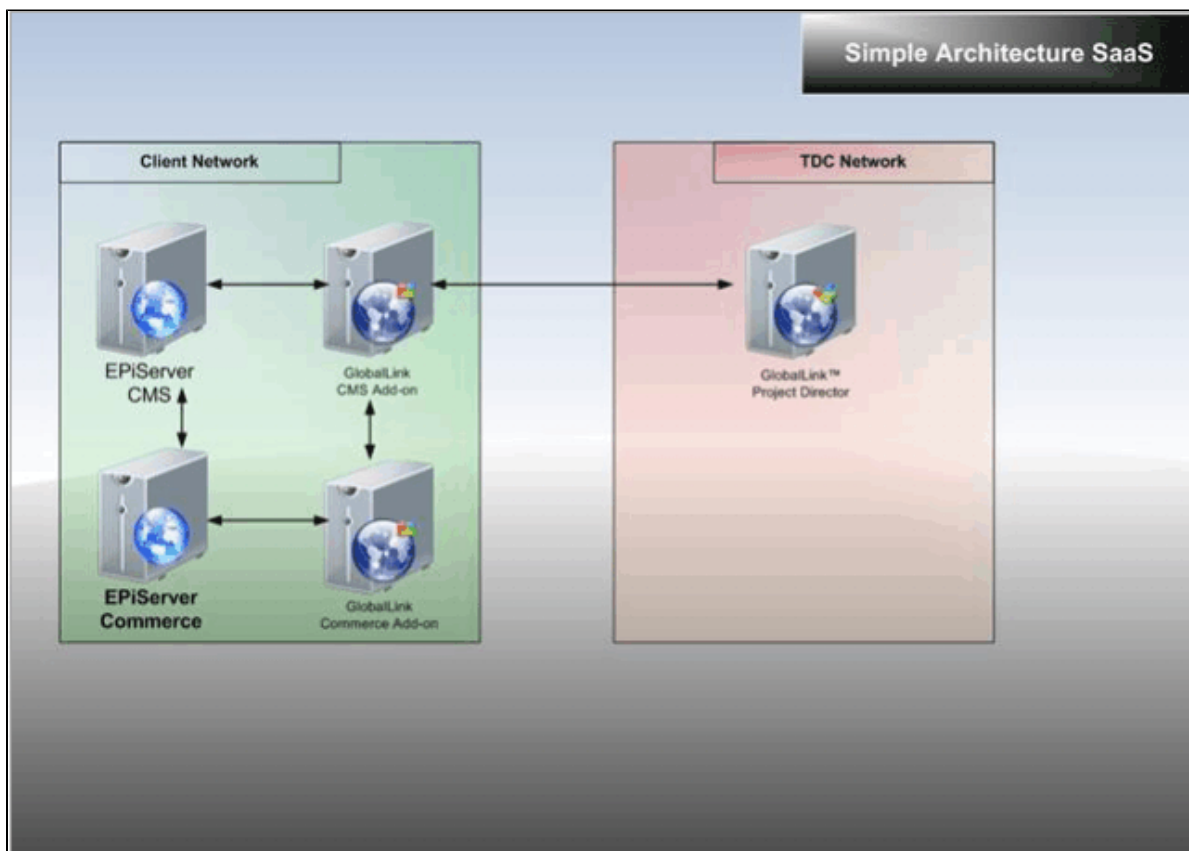 Simple Architecture SaaS
Client Network
TDC Network
EPiServer
CMS
GlobalLink
CMS Add-on
GlobalLink™
Project Director
EPiServer
Commerce
GlobalLink
Commerce Add-on